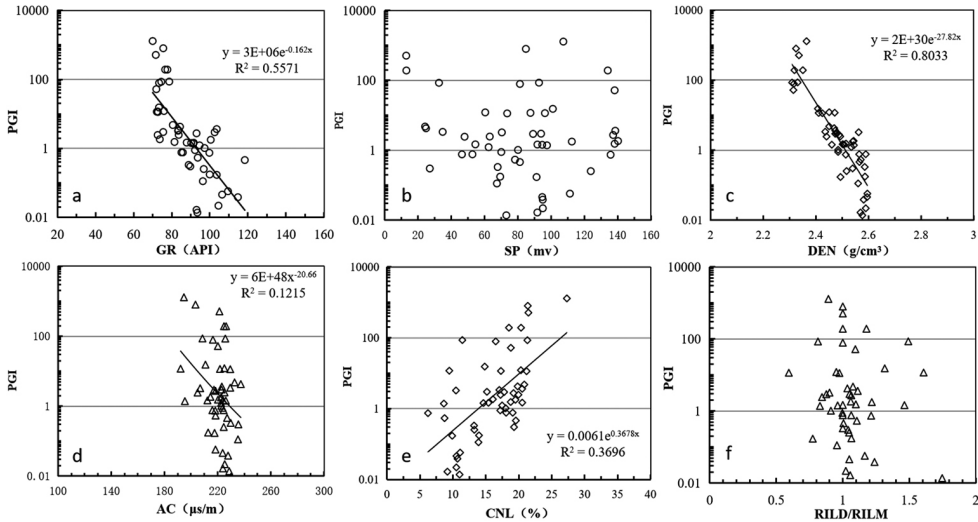 10000
100
1
0.01
PGI
y = 3E+06e^-0.162x
R² = 0.5571
a
20 40 60 80 100 120 140 160
GR（API）
10000
100
1
0.01
PGI
b
0 20 40 60 80 100 120 140 160
SP（mv）
10000
100
1
0.01
PGI
y = 2E+30e^-27.82x
R² = 0.8033
c
2 2.2 2.4 2.6 2.8 3
DEN（g/cm³）
10000
100
1
0.01
PGI
y = 6E+48x^-20.66
R² = 0.1215
d
100 140 180 220 260 300
AC（μs/m）
10000
100
1
0.01
PGI
y = 0.0061e^0.3678x
R² = 0.3696
e
0 5 10 15 20 25 30 35 40
CNL（%）
10000
100
1
0.01
PGI
f
0 0.5 1 1.5 2
RILD/RILM